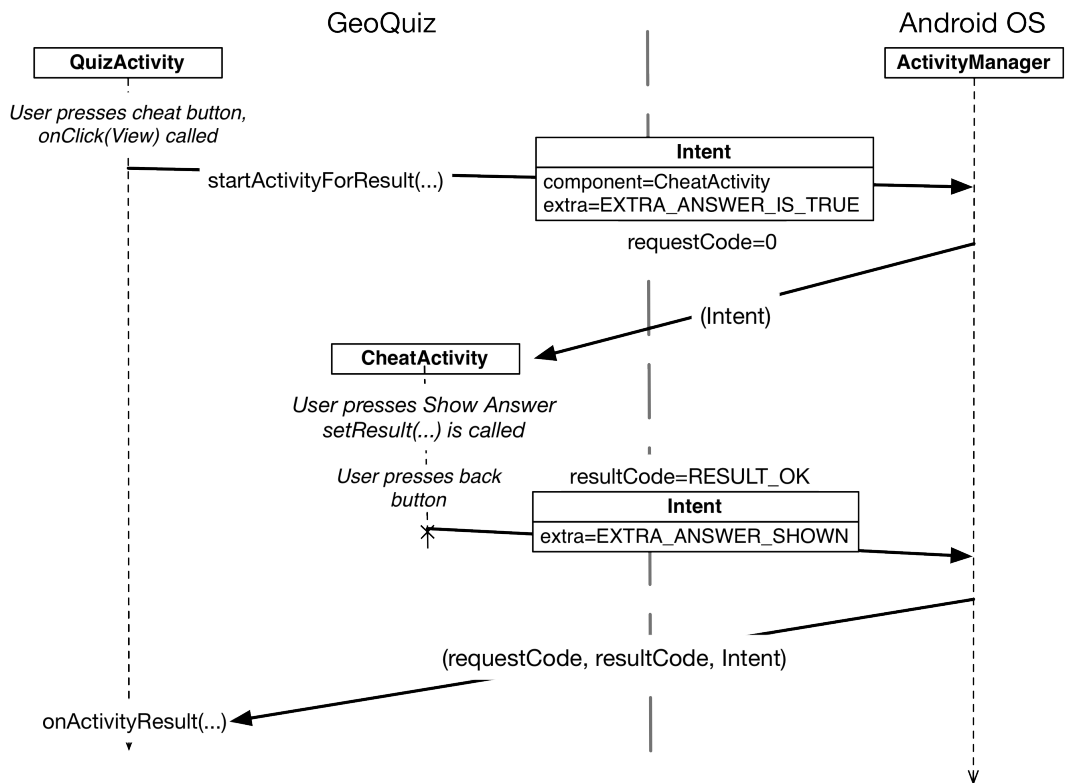 GeoQuiz
Android OS
QuizActivity
ActivityManager
User presses cheat button,
onClick(View) called
Intent
startActivityForResult(...)
component=CheatActivity
extra=EXTRA_ANSWER_IS_TRUE
requestCode=0
(Intent)
CheatActivity
User presses Show Answer
setResult(...) is called
User presses back
button
resultCode=RESULT_OK
Intent
extra=EXTRA_ANSWER_SHOWN
(requestCode, resultCode, Intent)
onActivityResult(...)